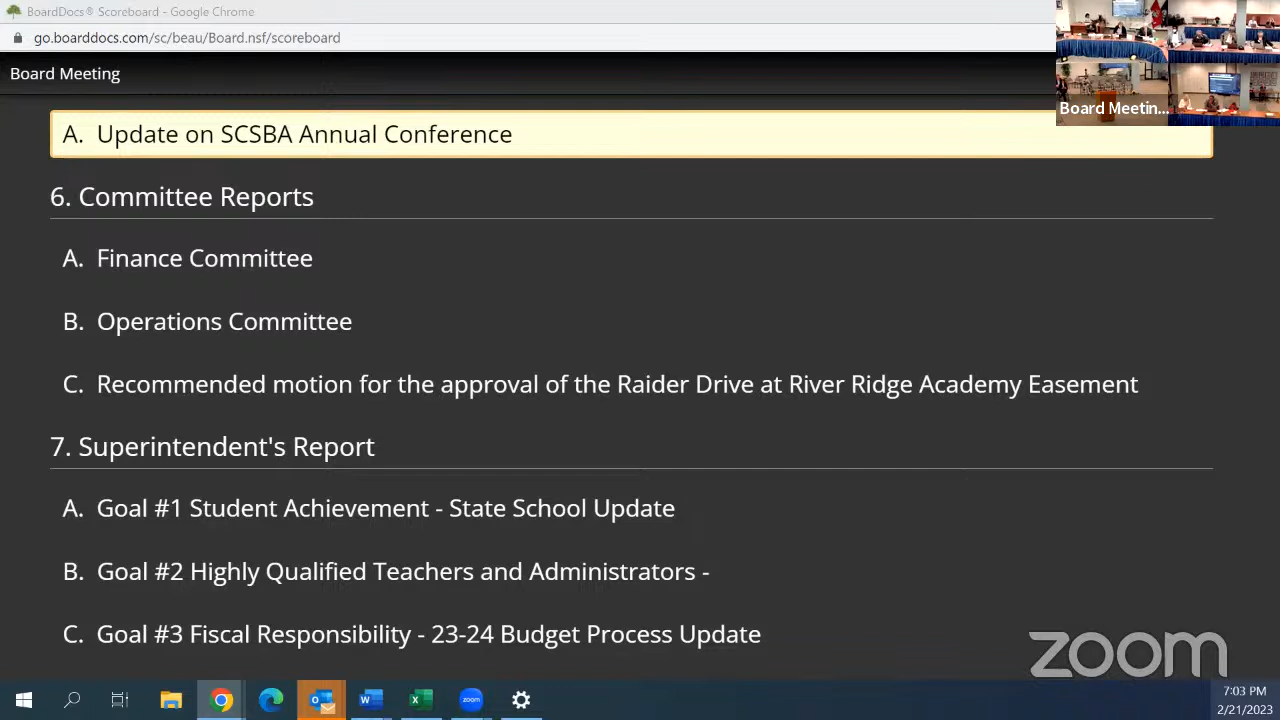 BoardDocs® Scoreboard - Google Chrome
go.boarddocs.com/sc/beau/Board.nsf/scoreboard
Board Meeting
Board Meetin...
A. Update on SCSBA Annual Conference
6. Committee Reports
A. Finance Committee
B. Operations Committee
C. Recommended motion for the approval of the Raider Drive at River Ridge Academy Easement
7. Superintendent's Report
A. Goal #1 Student Achievement - State School Update
B. Goal #2 Highly Qualified Teachers and Administrators -
C. Goal #3 Fiscal Responsibility - 23-24 Budget Process Update
zoom
zoom
7:03 PM
2/21/2023